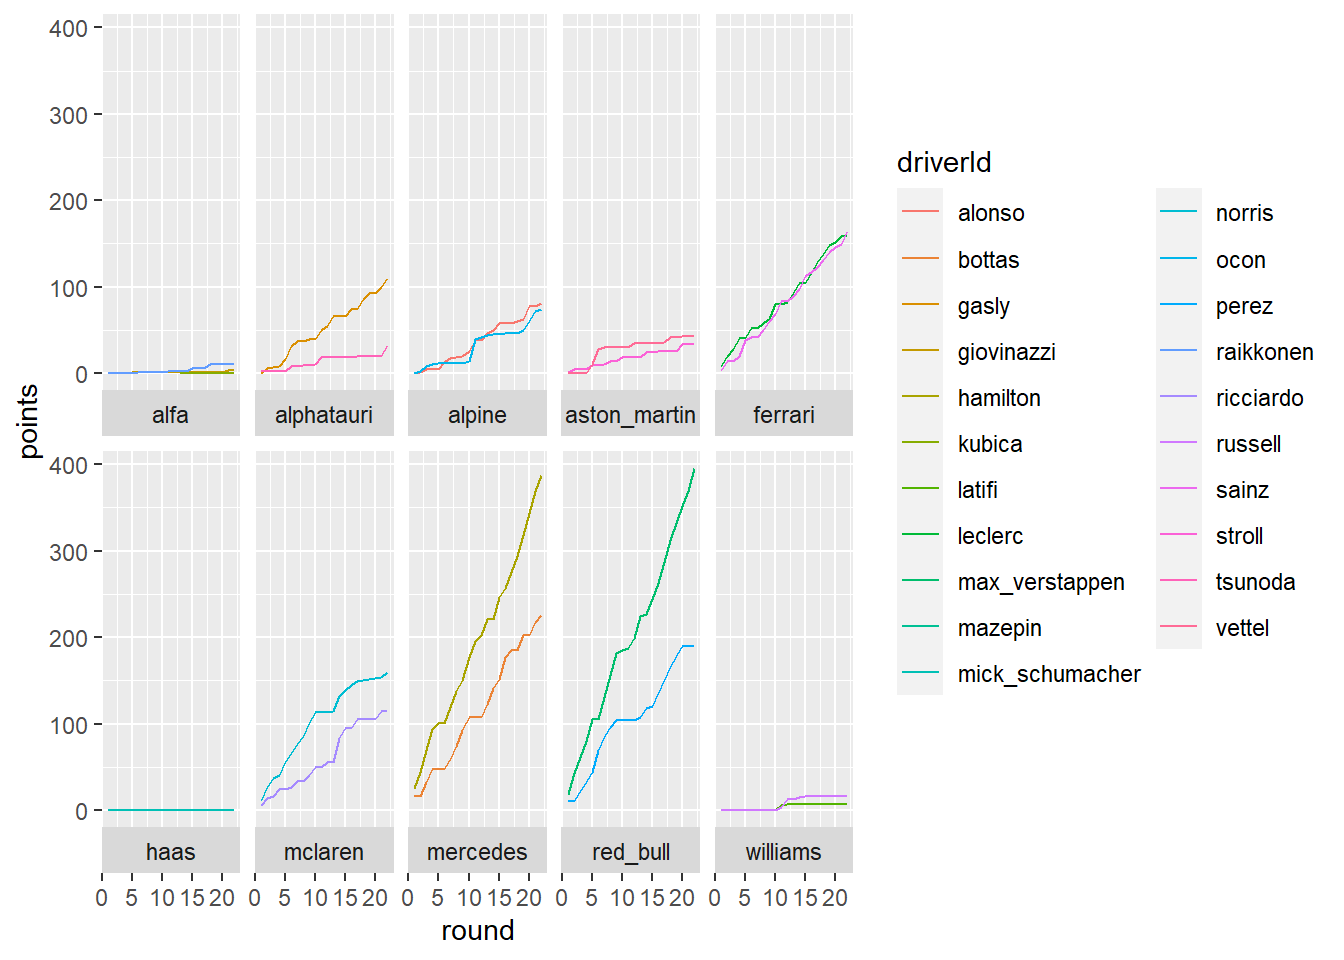 points
400
300
200
100
0
alfa alphatauri alpine aston_martin ferrari
400
300
200
100
0
haas mclaren mercedes red_bull williams
0 5 10 15 20 0 5 10 15 20 0 5 10 15 20 0 5 10 15 20 0 5 10 15 20
round
driverId
alonso
bottas
gasly
giovinazzi
hamilton
kubica
latifi
leclerc
max_verstappen
mazepin
mick_schumacher
norris
ocon
perez
raikkonen
ricciardo
russell
sainz
stroll
tsunoda
vettel